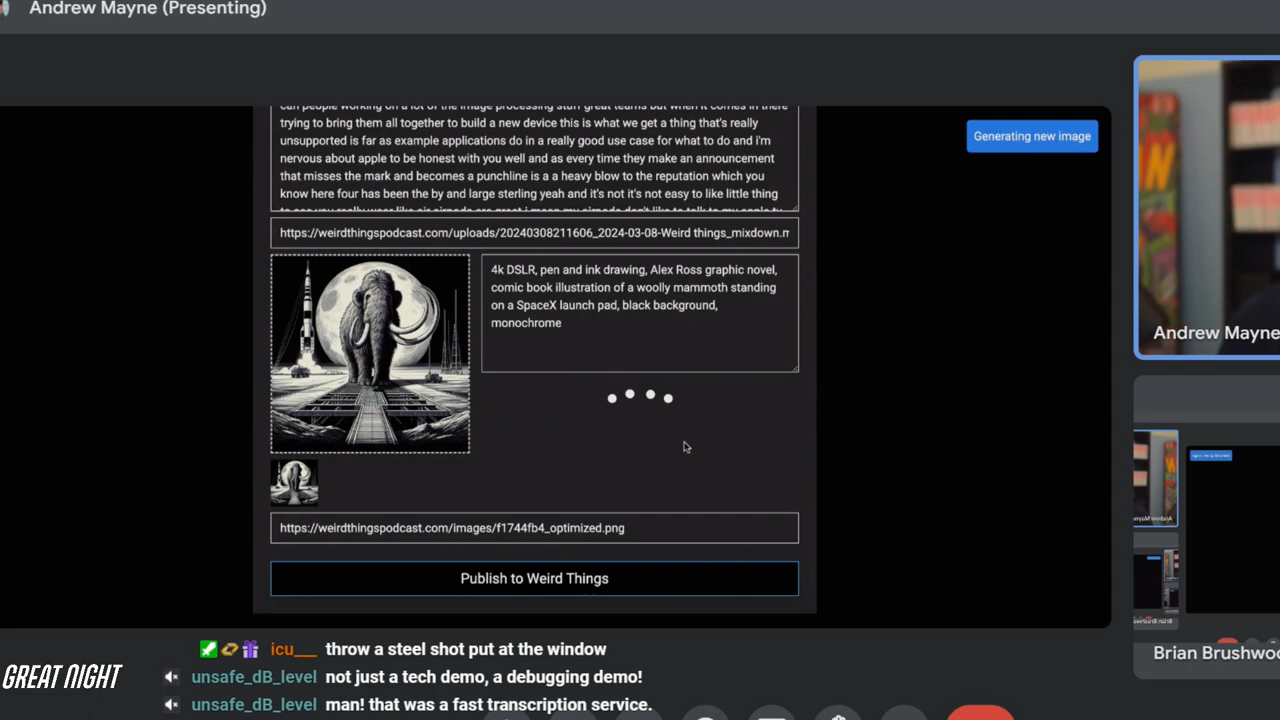 Andrew Mayne (Presenting)
can people working on a lot of the image processing stuff great teams but when it comes in there
trying to bring them all together to build a new device this is what we get a thing that's really
unsupported is far as example applications do in a really good use case for what to do and i'm
nervous about apple to be honest with you well and as every time they make an announcement
that misses the mark and becomes a punchline is a a heavy blow to the reputation which you
know here four has been the by and large sterling yeah and it's not it's not easy to like little thing
Generating new image
https://weirdthingspodcast.com/uploads/20240308211606_2024-03-08-Weird things_mixdown.m
4k DSLR, pen and ink drawing, Alex Ross graphic novel,
comic book illustration of a woolly mammoth standing
on a SpaceX launch pad, black background,
monochrome
https://weirdthingspodcast.com/images/f1744fb4_optimized.png
Publish to Weird Things
Andrew Mayne
Brian Brushwoo
GREAT NIGHT
icu___ throw a steel shot put at the window
unsafe_dB_level not just a tech demo, a debugging demo!
unsafe_dB_level man! that was a fast transcription service.